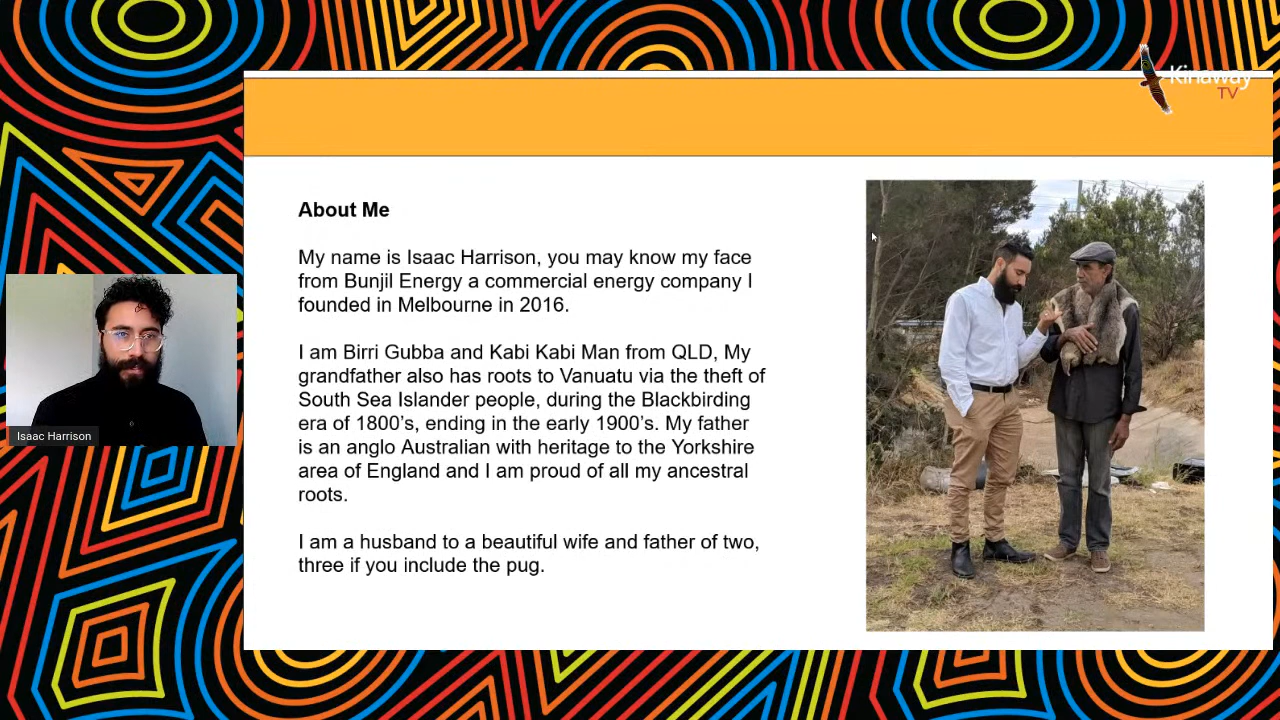 Kinaway
TV
About Me
My name is Isaac Harrison, you may know my face
from Bunjil Energy a commercial energy company I
founded in Melbourne in 2016.
I am Birri Gubba and Kabi Kabi Man from QLD, My
grandfather also has roots to Vanuatu via the theft of
South Sea Islander people, during the Blackbirding
era of 1800’s, ending in the early 1900’s. My father
is an anglo Australian with heritage to the Yorkshire
area of England and I am proud of all my ancestral
roots.
I am a husband to a beautiful wife and father of two,
three if you include the pug.
Isaac Harrison